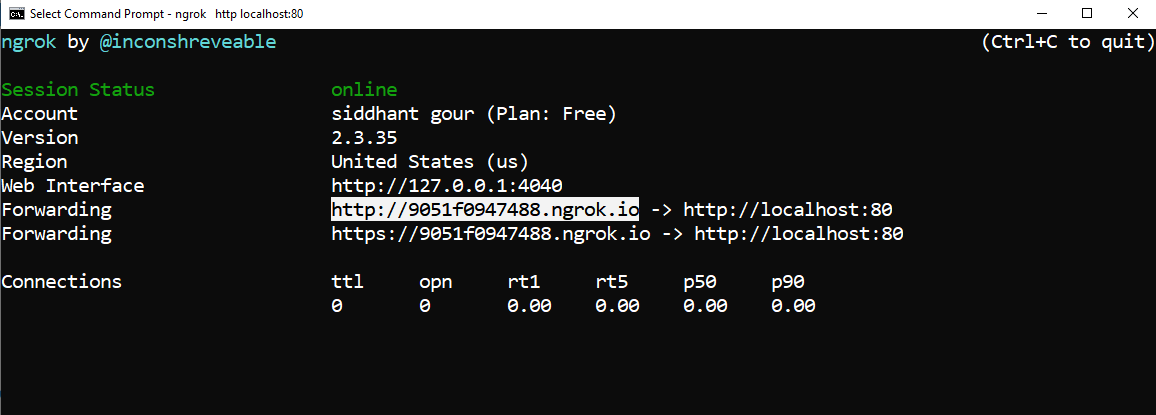 Select Command Prompt - ngrok http localhost:80
ngrok by @inconshreveable (Ctrl+C to quit)
Session Status online
Account siddhant gour (Plan: Free)
Version 2.3.35
Region United States (us)
Web Interface http://127.0.0.1:4040
Forwarding http://9051f0947488.ngrok.io -> http://localhost:80
Forwarding https://9051f0947488.ngrok.io -> http://localhost:80
Connections ttl opn rt1 rt5 p50 p90
0 0 0.00 0.00 0.00 0.00